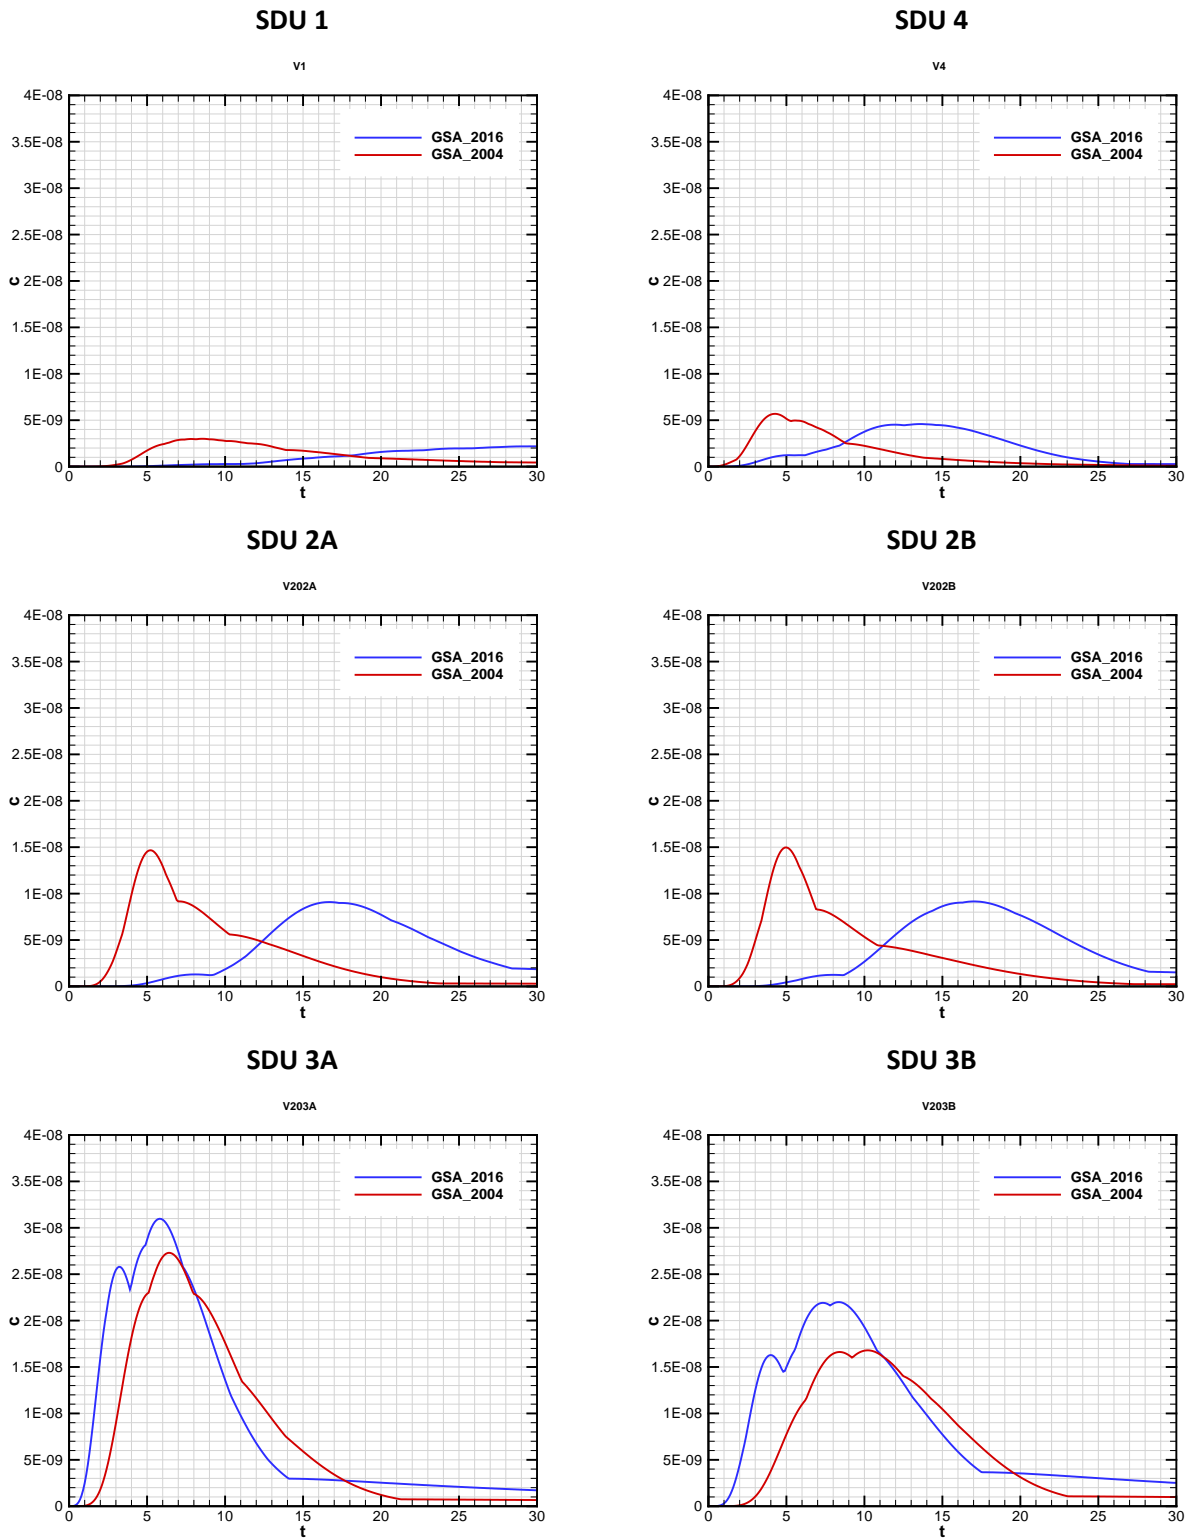 SDU 1
V1
4E-08
3.5E-08
3E-08
2.5E-08
2E-08
1.5E-08
1E-08
5E-09
0
c
0 5 10 15 20 25 30
t
GSA_2016
GSA_2004
SDU 4
V4
4E-08
3.5E-08
3E-08
2.5E-08
2E-08
1.5E-08
1E-08
5E-09
0
c
0 5 10 15 20 25 30
t
GSA_2016
GSA_2004
SDU 2A
V202A
4E-08
3.5E-08
3E-08
2.5E-08
2E-08
1.5E-08
1E-08
5E-09
0
c
0 5 10 15 20 25 30
t
GSA_2016
GSA_2004
SDU 2B
V202B
4E-08
3.5E-08
3E-08
2.5E-08
2E-08
1.5E-08
1E-08
5E-09
0
c
0 5 10 15 20 25 30
t
GSA_2016
GSA_2004
SDU 3A
V203A
4E-08
3.5E-08
3E-08
2.5E-08
2E-08
1.5E-08
1E-08
5E-09
0
c
0 5 10 15 20 25 30
t
GSA_2016
GSA_2004
SDU 3B
V203B
4E-08
3.5E-08
3E-08
2.5E-08
2E-08
1.5E-08
1E-08
5E-09
0
c
0 5 10 15 20 25 30
t
GSA_2016
GSA_2004